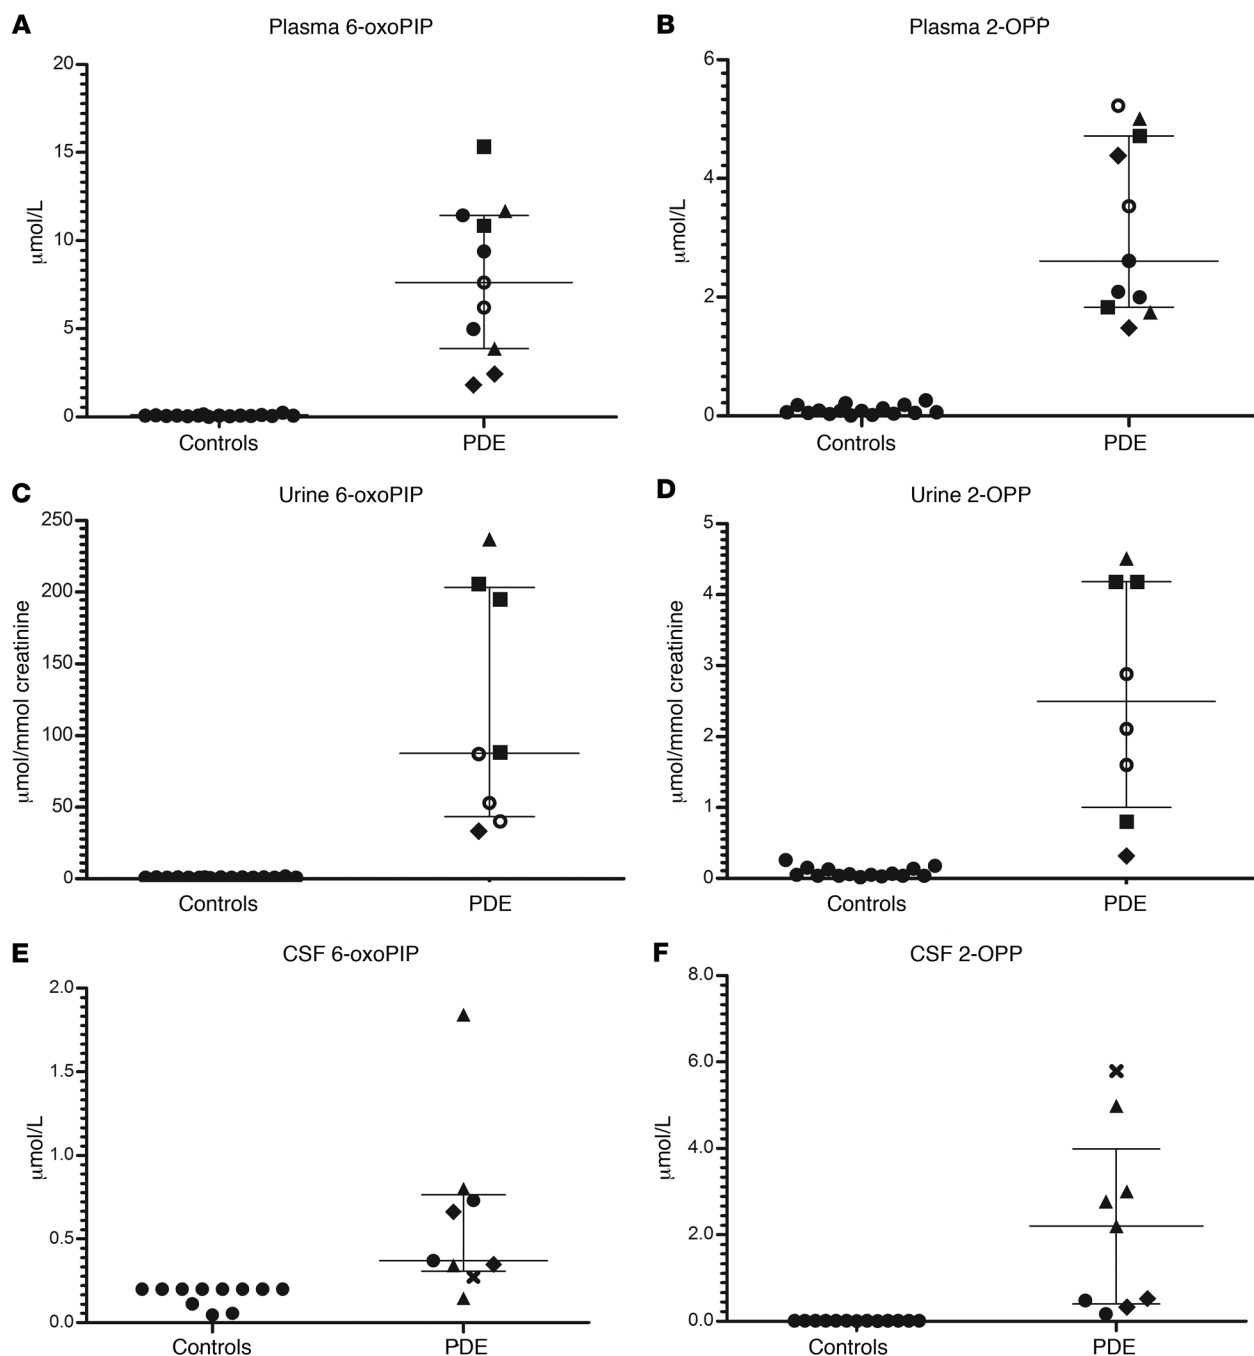 A
Plasma 6-oxoPIP
20
15
10
5
0
μmol/L
Controls
PDE
B
Plasma 2-OPP
6
4
2
0
μmol/L
Controls
PDE
C
Urine 6-oxoPIP
250
200
150
100
50
0
μmol/mmol creatinine
Controls
PDE
D
Urine 2-OPP
5
4
3
2
1
0
μmol/mmol creatinine
Controls
PDE
E
CSF 6-oxoPIP
2.0
1.5
1.0
0.5
0.0
μmol/L
Controls
PDE
F
CSF 2-OPP
8.0
6.0
4.0
2.0
0.0
μmol/L
Controls
PDE